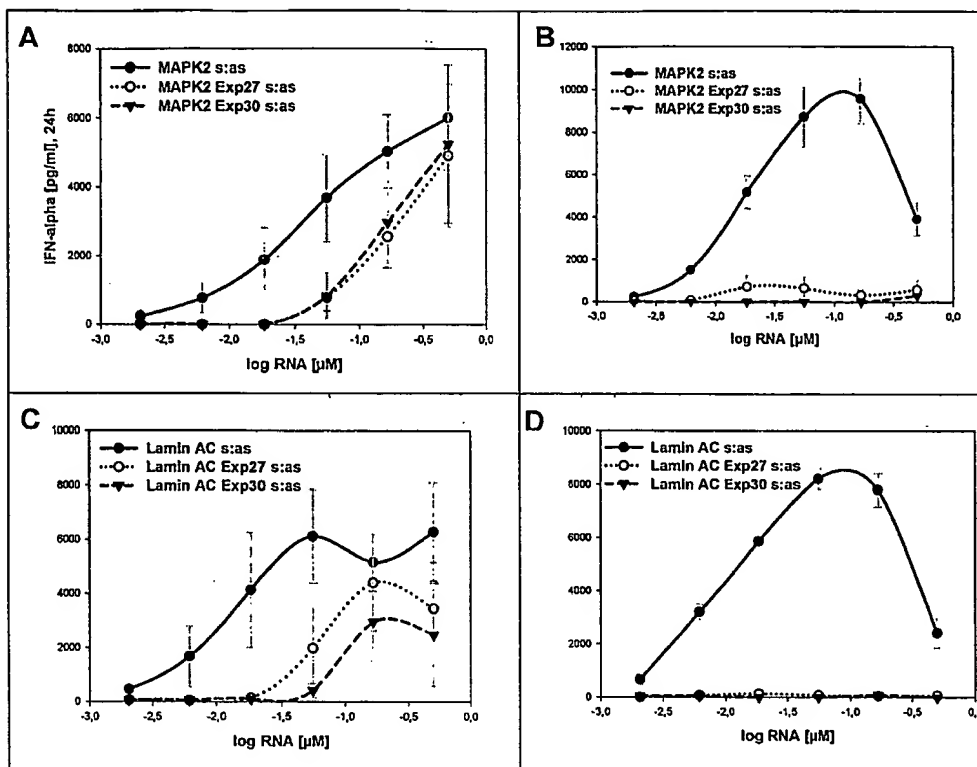 A
8000
6000
4000
2000
0
IFN-alpha [pg/ml], 24h
MAPK2 s:as
MAPK2 Exp27 s:as
MAPK2 Exp30 s:as
-3,0 -2,5 -2,0 -1,5 -1,0 -0,5 0,0
log RNA [µM]
B
12000
10000
8000
6000
4000
2000
0
MAPK2 s:as
MAPK2 Exp27 s:as
MAPK2 Exp30 s:as
-3,0 -2,5 -2,0 -1,5 -1,0 -0,5 0,0
log RNA [µM]
C
10000
8000
6000
4000
2000
0
Lamin AC s:as
Lamin AC Exp27 s:as
Lamin AC Exp30 s:as
-3,0 -2,5 -2,0 -1,5 -1,0 -0,5 0,0
log RNA [µM]
D
10000
8000
6000
4000
2000
0
Lamin AC s:as
Lamin AC Exp27 s:as
Lamin AC Exp30 s:as
-3,0 -2,5 -2,0 -1,5 -1,0 -0,5 0,
log RNA [µM]